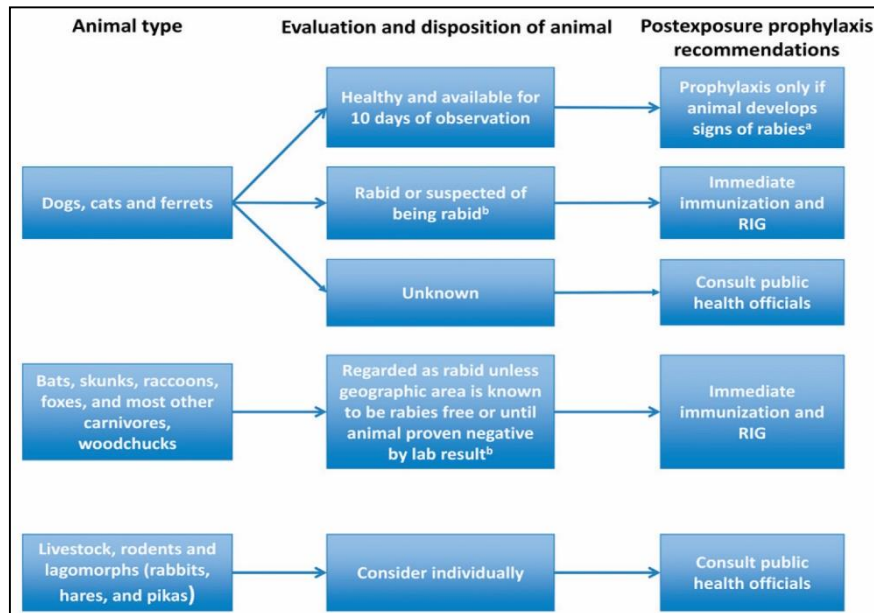 Animal type
Evaluation and disposition of animal
Postexposure prophylaxis
recommendations
Dogs, cats and ferrets
Healthy and available for
10 days of observation
Prophylaxis only if
animal develops
signs of rabiesᵃ
Rabid or suspected of
being rabidᵇ
Immediate
immunization and
RIG
Unknown
Consult public
health officials
Bats, skunks, raccoons,
foxes, and most other
carnivores,
woodchucks
Regarded as rabid unless
geographic area is known
to be rabies free or until
animal proven negative
by lab resultᵇ
Immediate
immunization and
RIG
Livestock, rodents and
lagomorphs (rabbits,
hares, and pikas)
Consider individually
Consult public
health officials